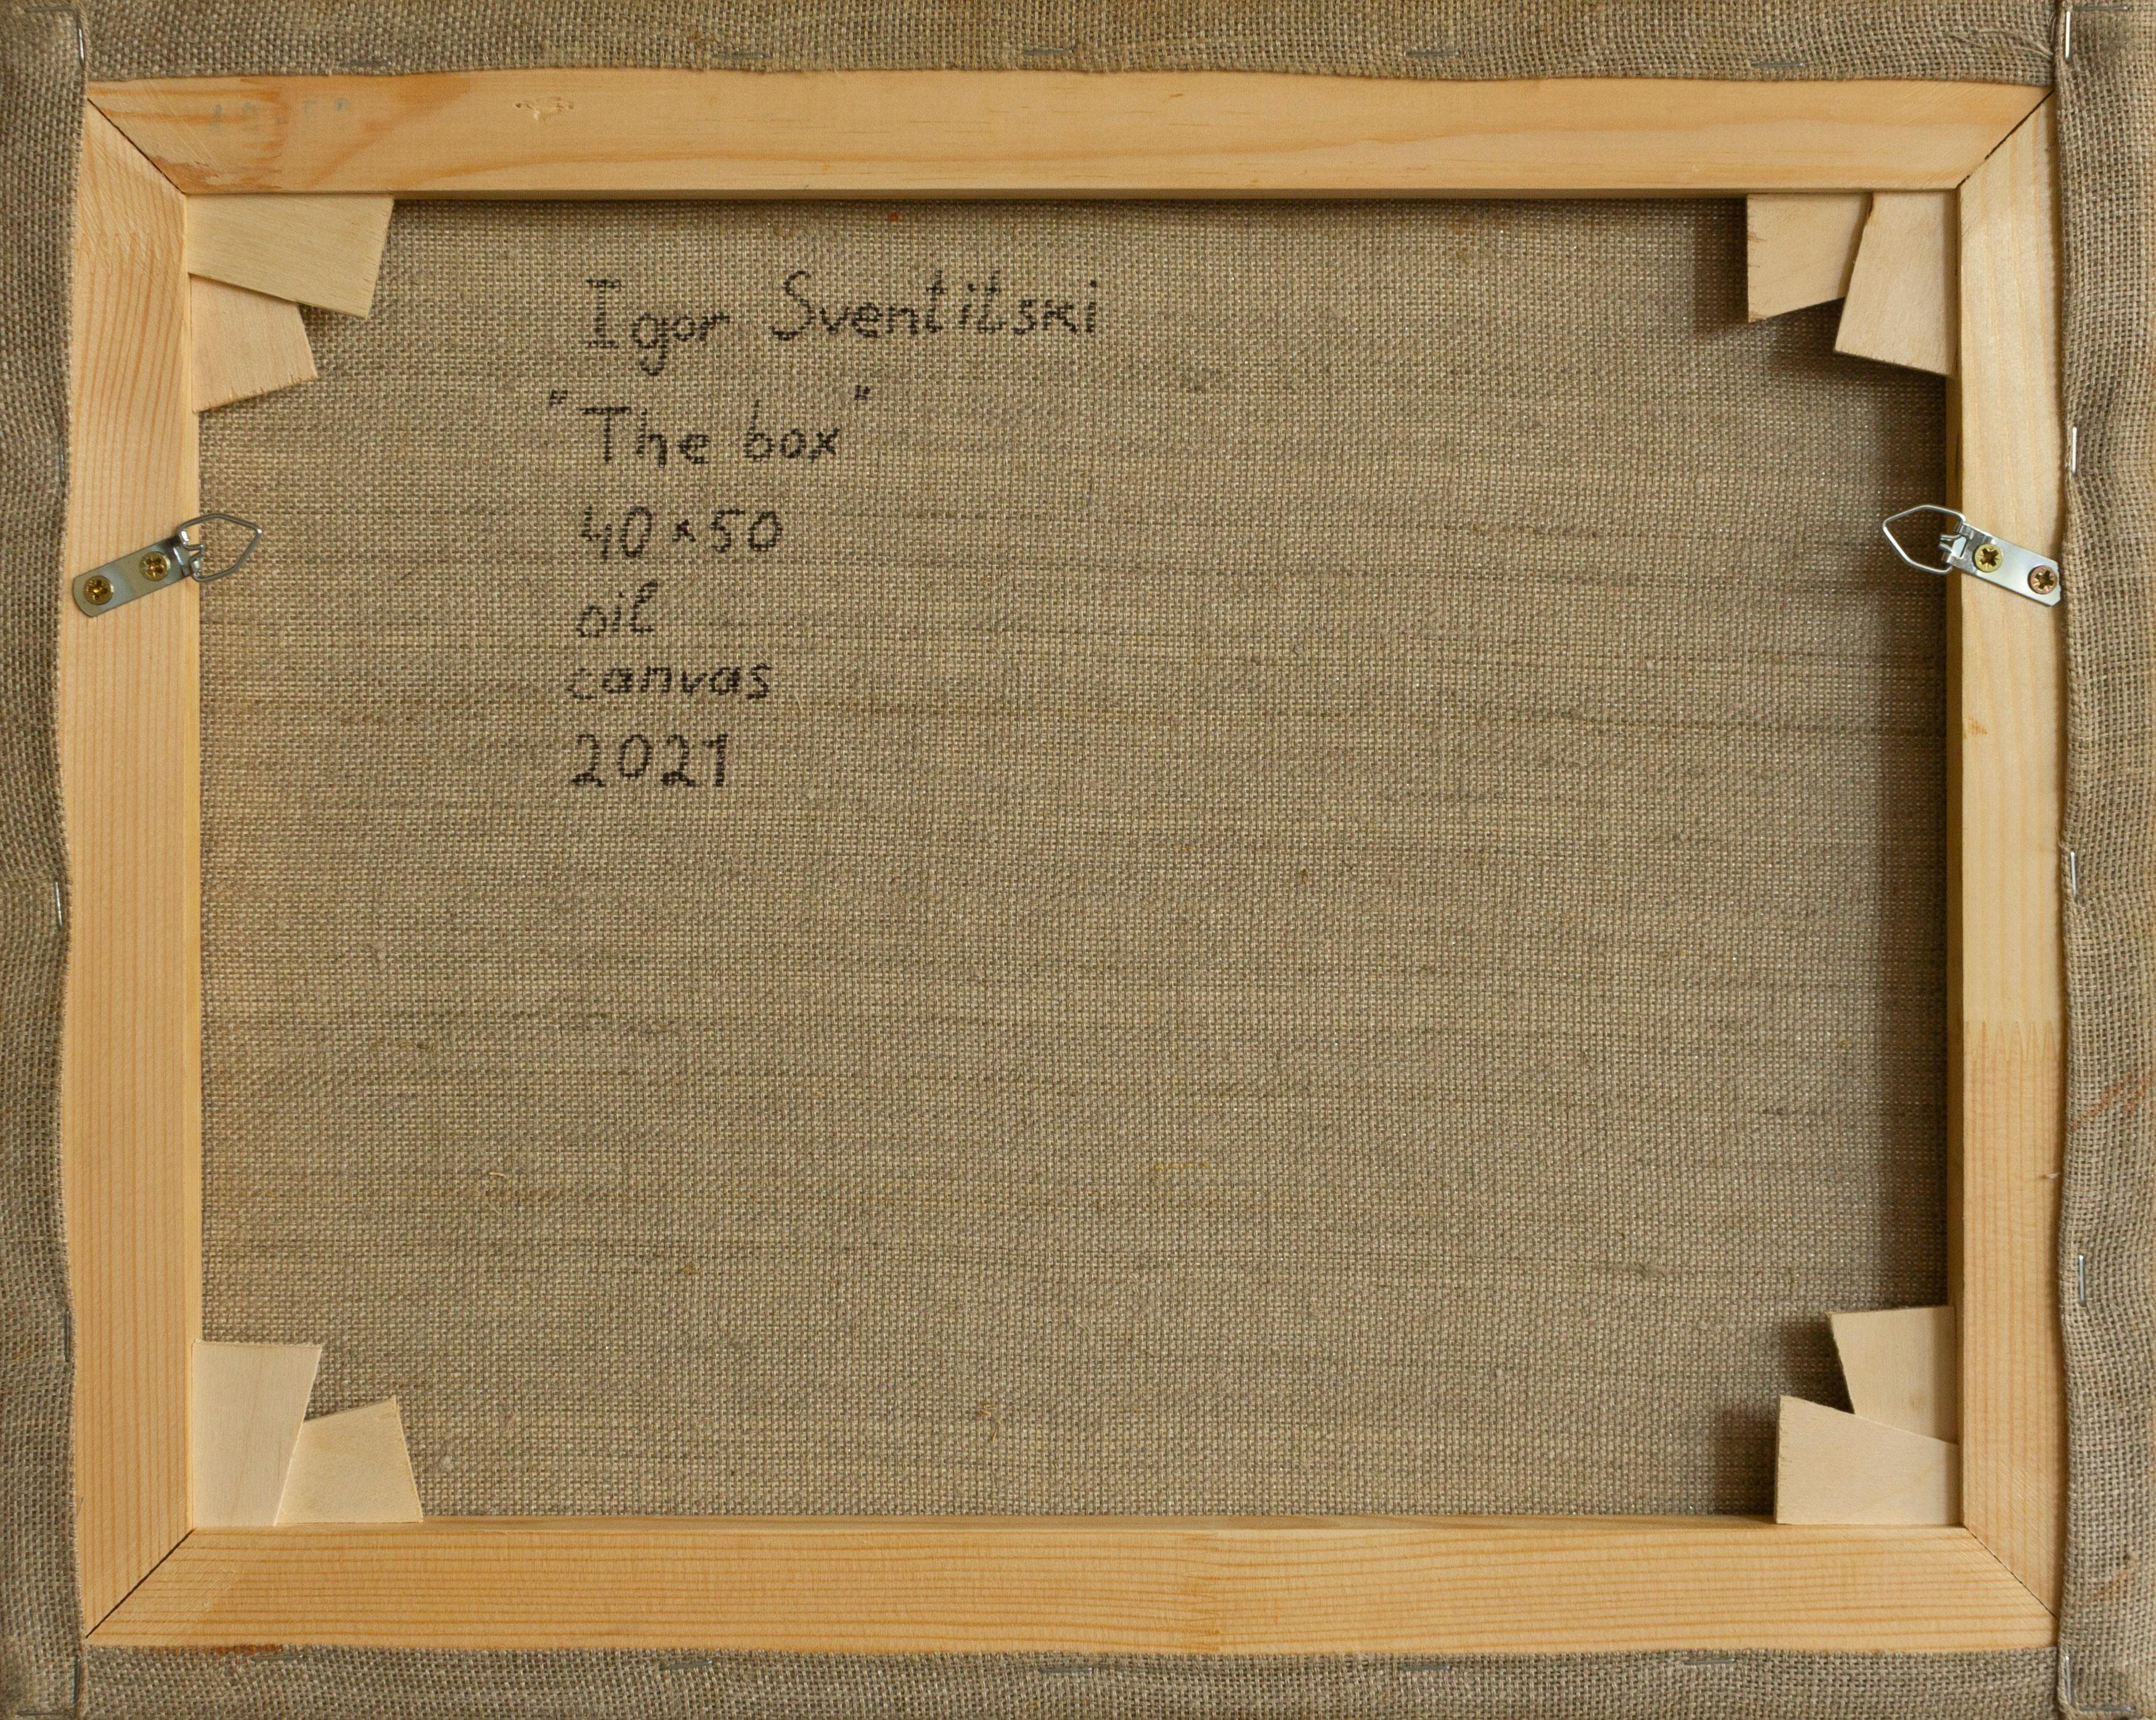 Igor Sventitski
"The box"
40×50
oil
canvas
2021